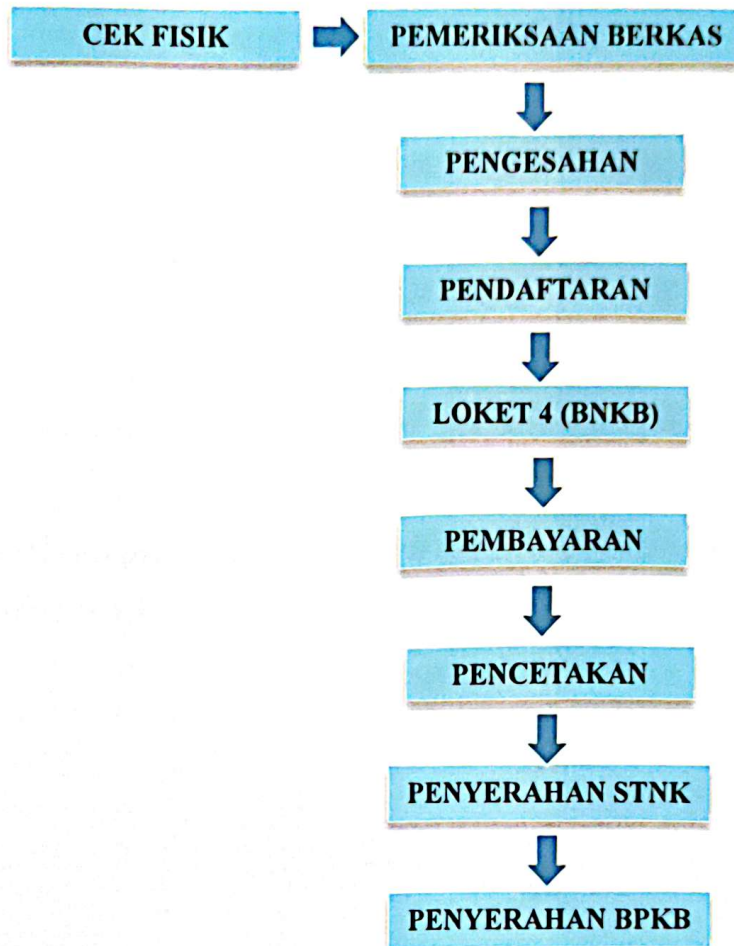 CEK FISIK
PEMERIKSAAN BERKAS
PENGESAHAN
PENDAFTARAN
LOKET 4 (BNKB)
PEMBAYARAN
PENCETAKAN
PENYERAHAN STNK
PENYERAHAN BPKB